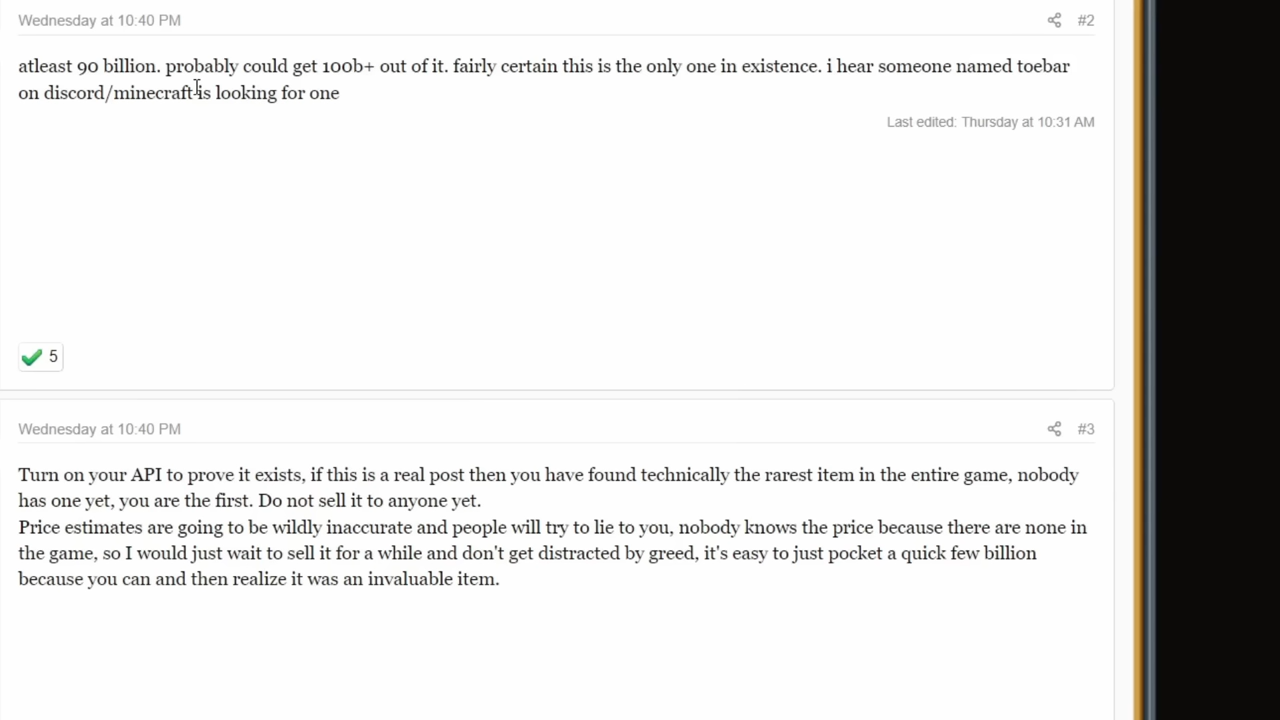 Wednesday at 10:40 PM
#2
atleast 90 billion. probably could get 100b+ out of it. fairly certain this is the only one in existence. i hear someone named toebar
on discord/minecraft is looking for one
Last edited: Thursday at 10:31 AM
5
Wednesday at 10:40 PM
#3
Turn on your API to prove it exists, if this is a real post then you have found technically the rarest item in the entire game, nobody
has one yet, you are the first. Do not sell it to anyone yet.
Price estimates are going to be wildly inaccurate and people will try to lie to you, nobody knows the price because there are none in
the game, so I would just wait to sell it for a while and don't get distracted by greed, it's easy to just pocket a quick few billion
because you can and then realize it was an invaluable item.